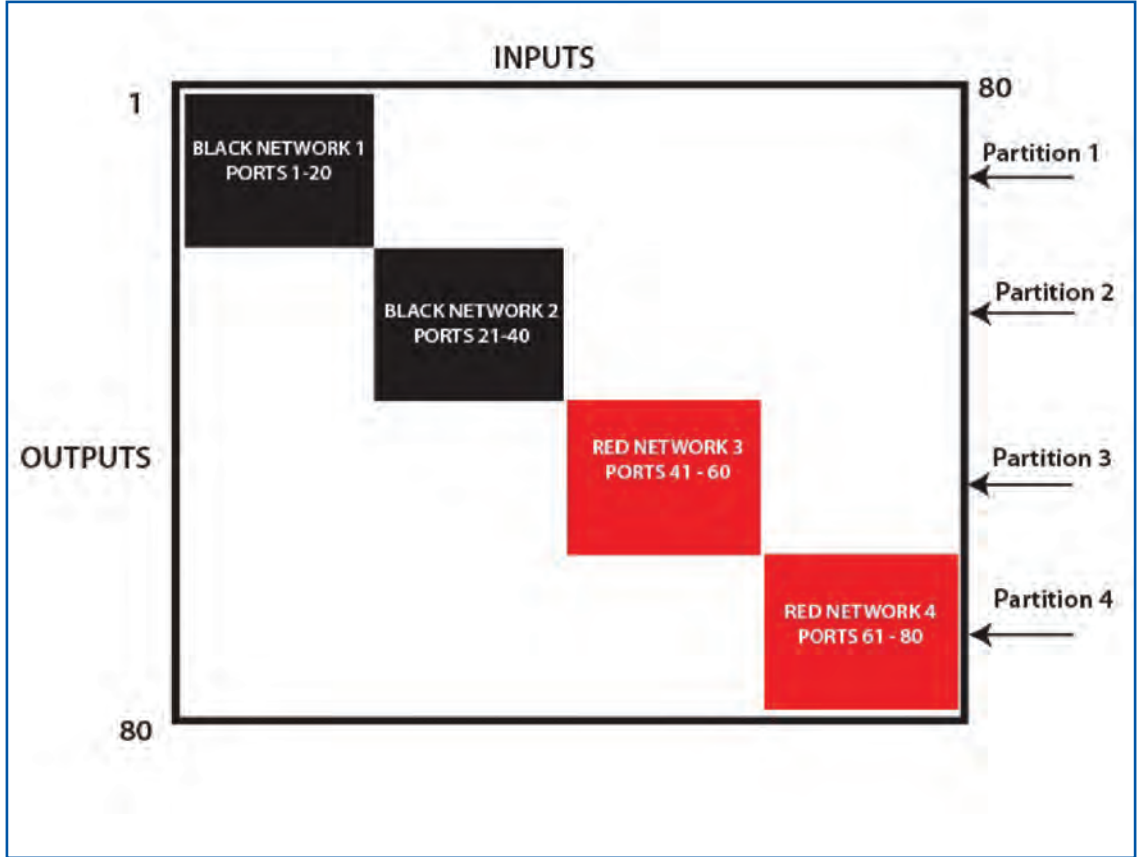 INPUTS
1
80
BLACK NETWORK 1
PORTS 1-20
Partition 1
BLACK NETWORK 2
PORTS 21-40
Partition 2
OUTPUTS
RED NETWORK 3
PORTS 41 - 60
Partition 3
RED NETWORK 4
PORTS 61 - 80
Partition 4
80